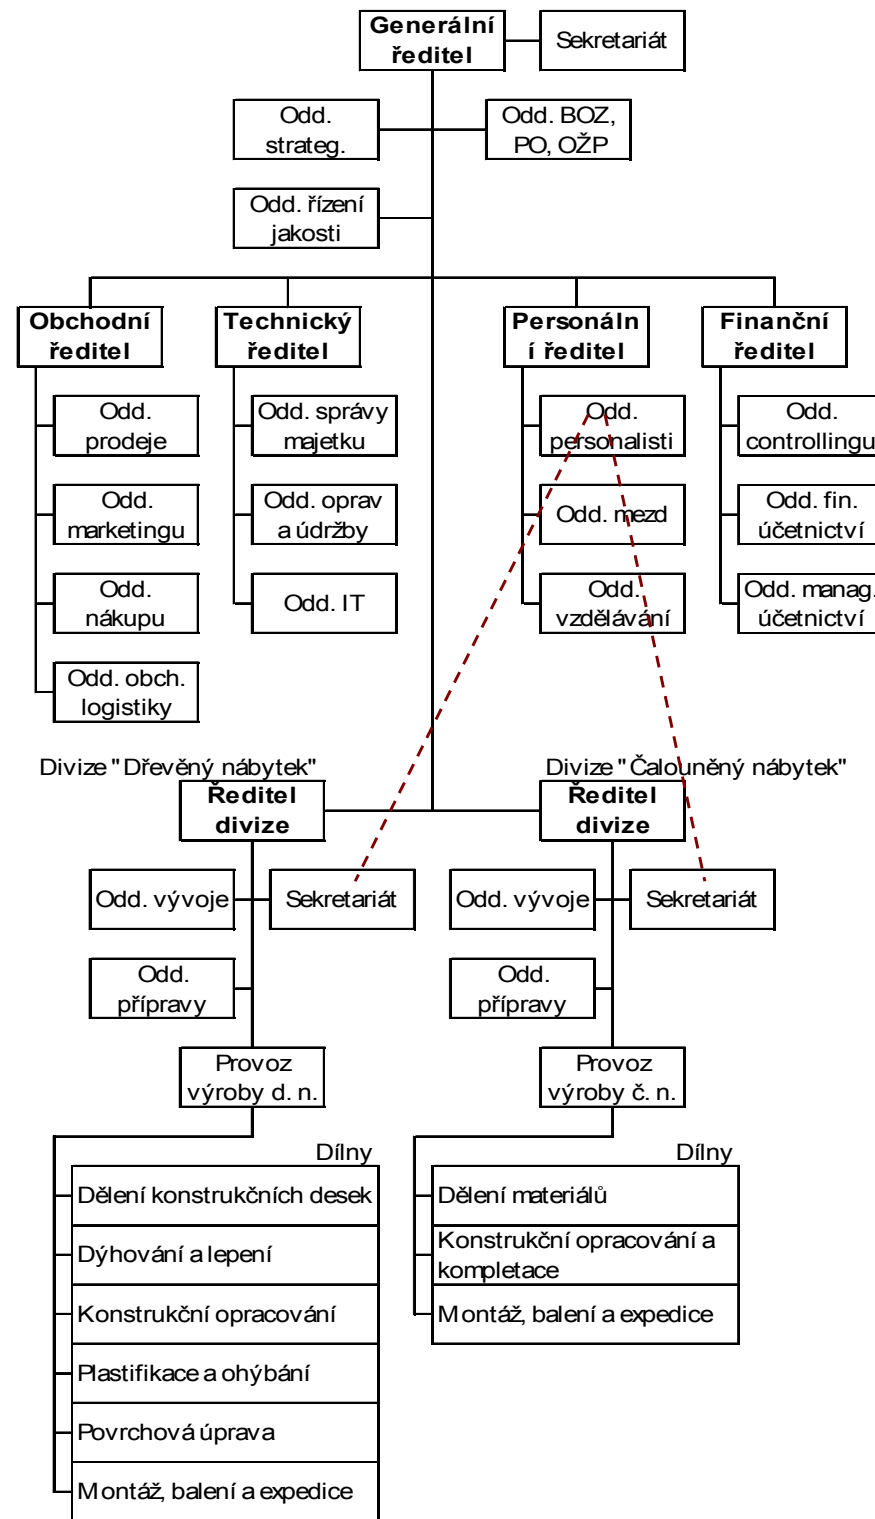 Generální
ředitel
Sekretariát
Odd.
strateg.
Odd. BOZ,
PO, OŽP
Odd. řízení
jakosti
Obchodní
ředitel
Technický
ředitel
Personáln
í ředitel
Finanční
ředitel
Odd.
prodeje
Odd. správy
majetku
Odd.
personalisti
Odd.
controllingu
Odd.
marketingu
Odd. oprav
a údržby
Odd. mezd
Odd. fin.
účetnictví
Odd.
nákupu
Odd. IT
Odd.
vzdělávání
Odd. manag.
účetnictví
Odd. obch.
logistiky
Divize "Dřevěný nábytek"
Divize "Čalouněný nábytek"
Ředitel
divize
Ředitel
divize
Odd. vývoje
Sekretariát
Odd. vývoje
Sekretariát
Odd.
přípravy
Odd.
přípravy
Provoz
výroby d. n.
Provoz
výroby č. n.
Dílny
Dělení konstrukčních desek
Dýhování a lepení
Konstrukční opracování
Plastifikace a ohýbání
Povrchová úprava
Montáž, balení a expedice
Dílny
Dělení materiálů
Konstrukční opracování a
kompletace
Montáž, balení a expedice